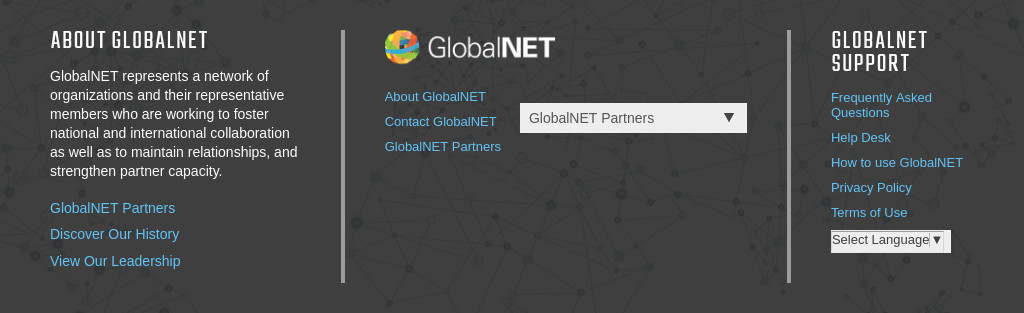 ABOUT GLOBALNET
GlobalNET represents a network of
organizations and their representative
members who are working to foster
national and international collaboration
as well as to maintain relationships, and
strengthen partner capacity.
GlobalNET Partners
Discover Our History
View Our Leadership
GlobalNET
About GlobalNET
Contact GlobalNET
GlobalNET Partners
GlobalNET Partners ▼
GLOBALNET
SUPPORT
Frequently Asked
Questions
Help Desk
How to use GlobalNET
Privacy Policy
Terms of Use
Select Language ▼